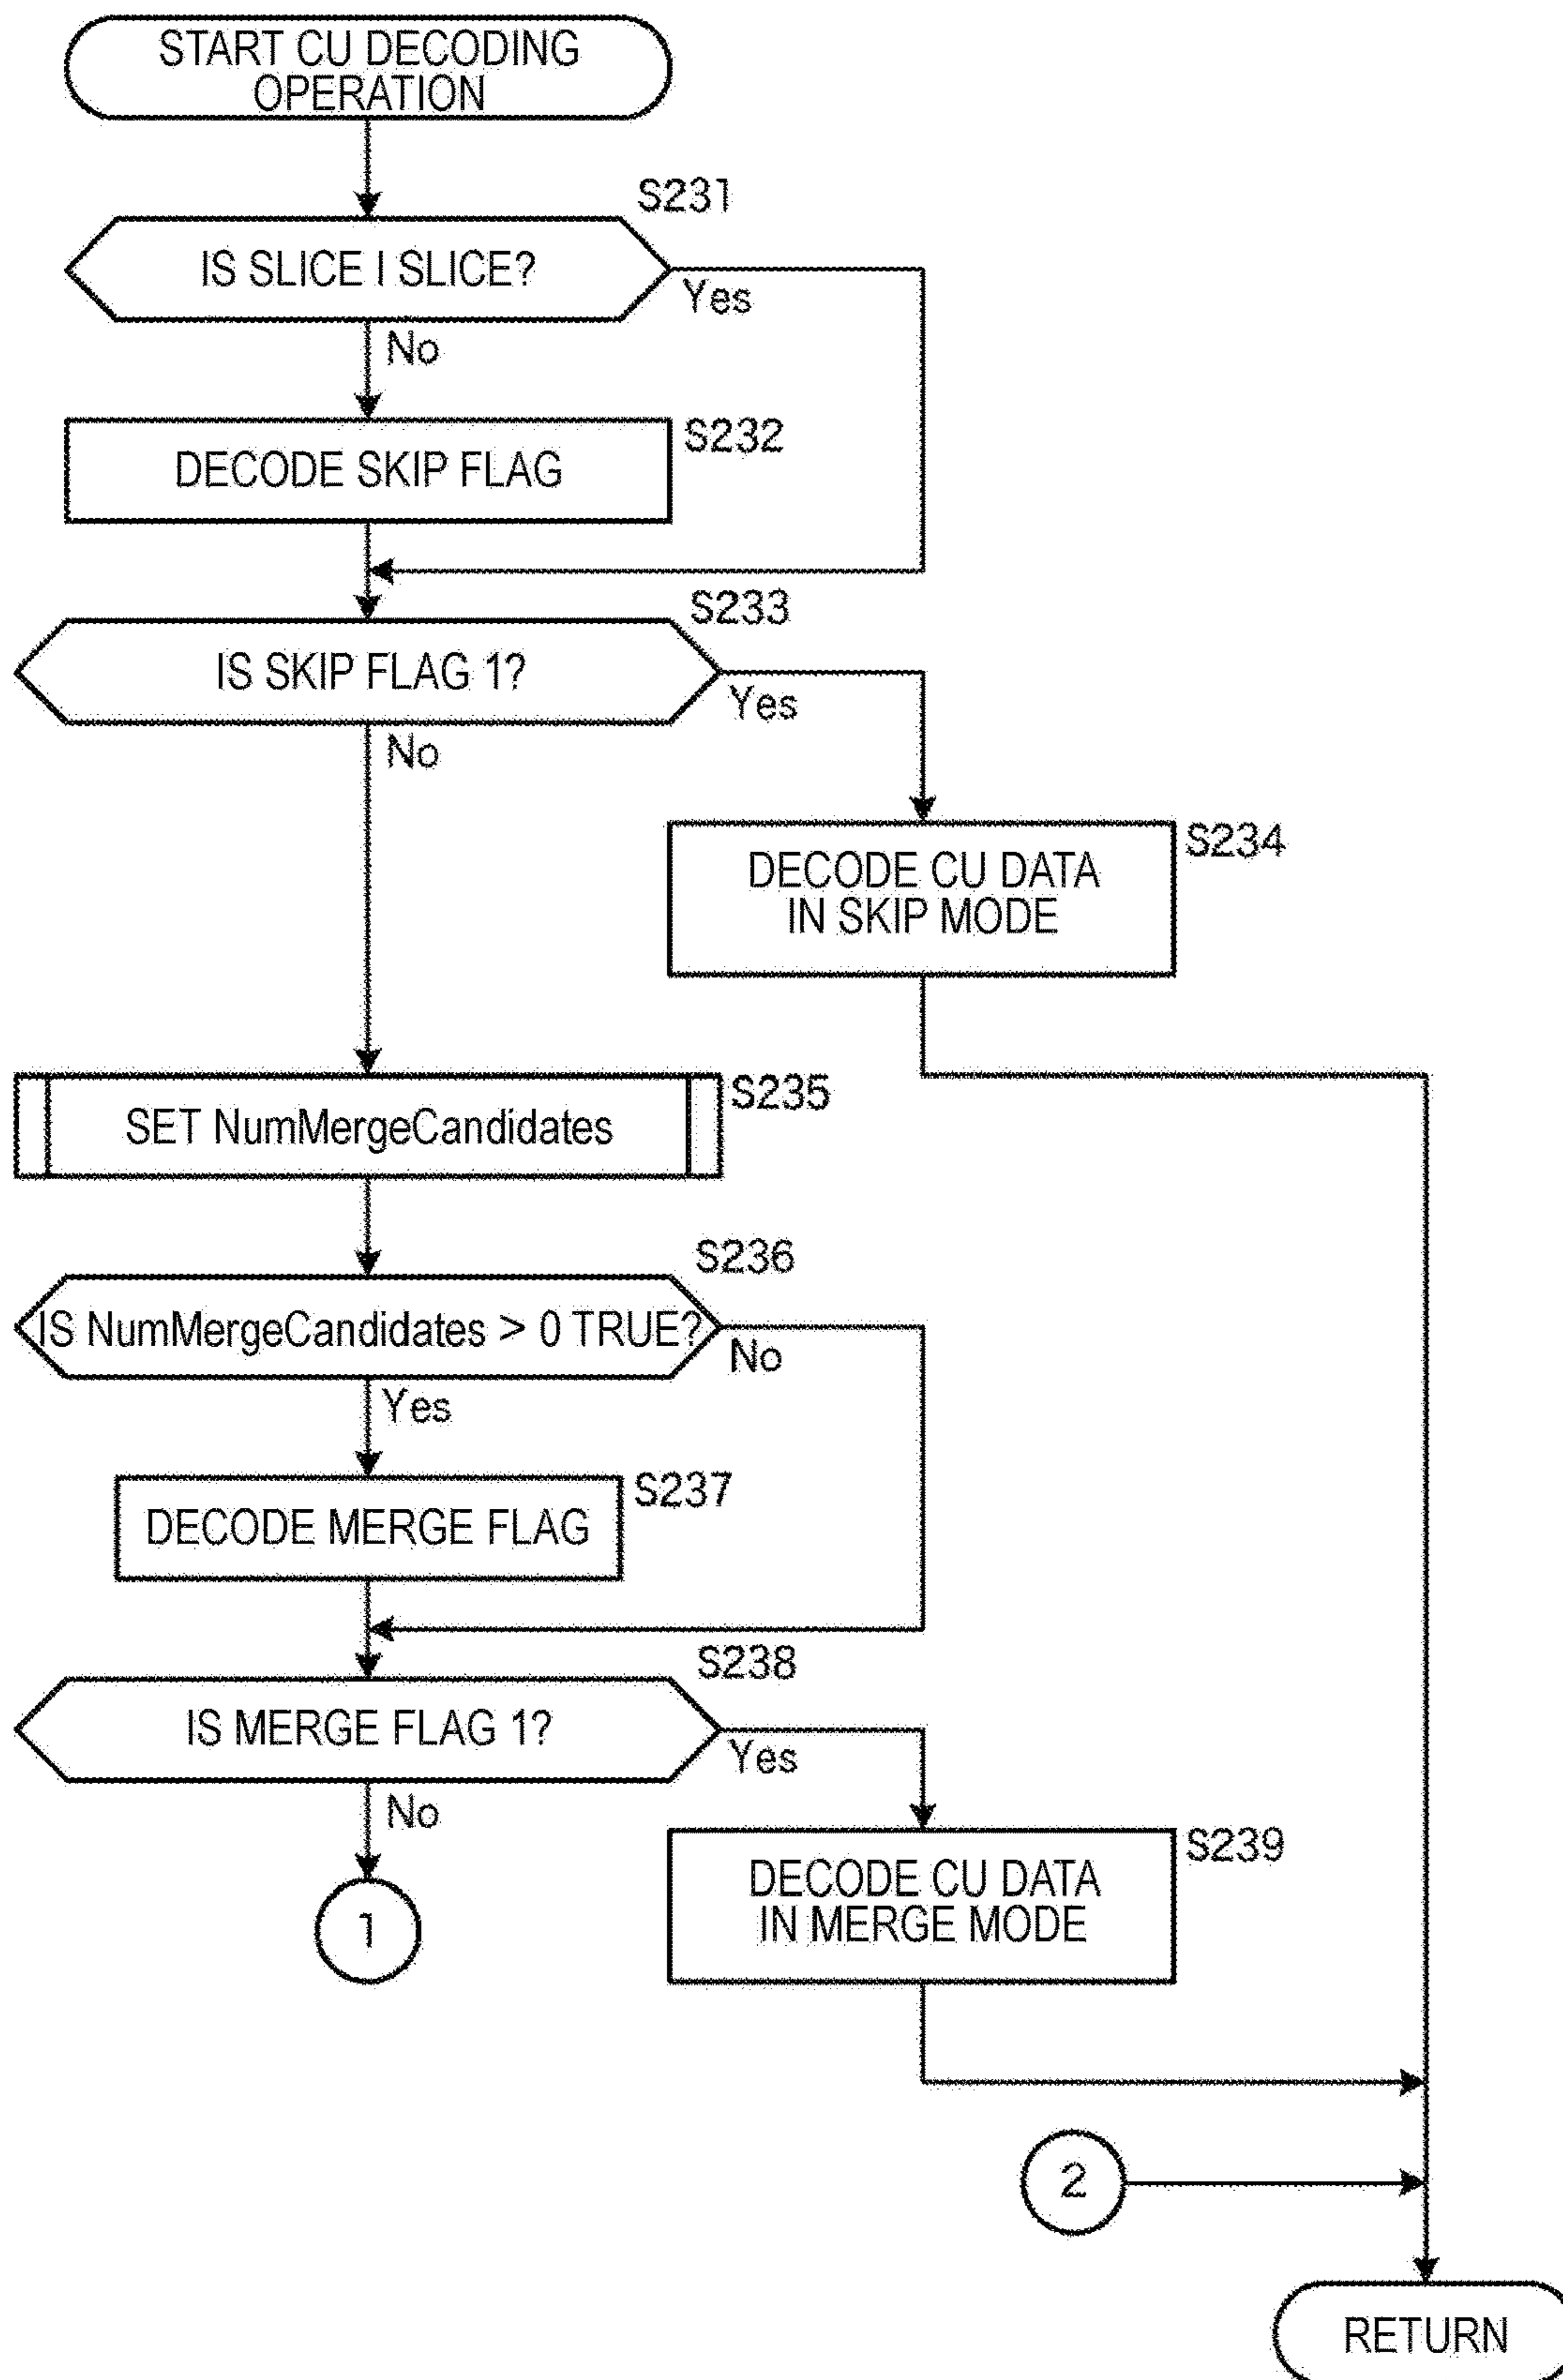 START CU DECODING
OPERATION
S231
IS SLICE I SLICE?
Yes
No
S232
DECODE SKIP FLAG
S233
IS SKIP FLAG 1?
Yes
No
S234
DECODE CU DATA
IN SKIP MODE
S235
SET NumMergeCandidates
S236
IS NumMergeCandidates > 0 TRUE?
No
Yes
S237
DECODE MERGE FLAG
S238
IS MERGE FLAG 1?
Yes
No
S239
DECODE CU DATA
IN MERGE MODE
1
2
RETURN